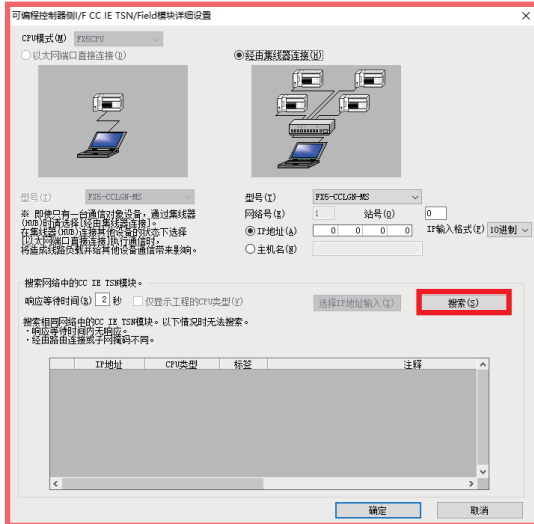 可编程控制器侧I/F CC IE TSN/Field模块详细设置
CPU模式(M) FX5CPU
以太网端口直接连接(D) 经由集线器连接(H)
型号(T) FX5-CCLGN-MS 型号(T) FX5-CCLGN-MS
※ 即使只有一台通信对象设备，通过集线器
(HUB)时请选择[经由集线器连接]。
在集线器(HUB)连接其他设备的状态下选择
[以太网端口直接连接]执行通信时，
将造成线路负载并给其他设备通信带来影响。
网络号(E) 1 站号(O) 0
IP地址(A) 0 0 0 0 IP输入格式(F) 10进制
主机名(N)
搜索网络中的CC IE TSN模块。
响应等待时间(R) 2 秒 仅显示工程的CPU类型(V) 选择IP地址输入(I) 搜索(S)
搜索相同网络中的CC IE TSN模块。以下情况时无法搜索。
・响应等待时间内无响应。
・经由路由连接或子网掩码不同。
IP地址 CPU类型 标签 注释
确定 取消